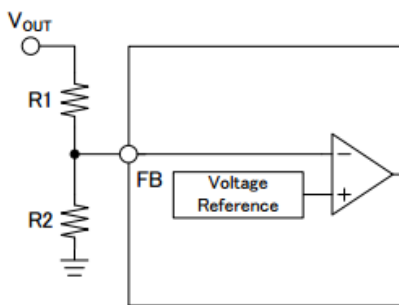 VOUT
R1
FB
Voltage
Reference
−
+
R2